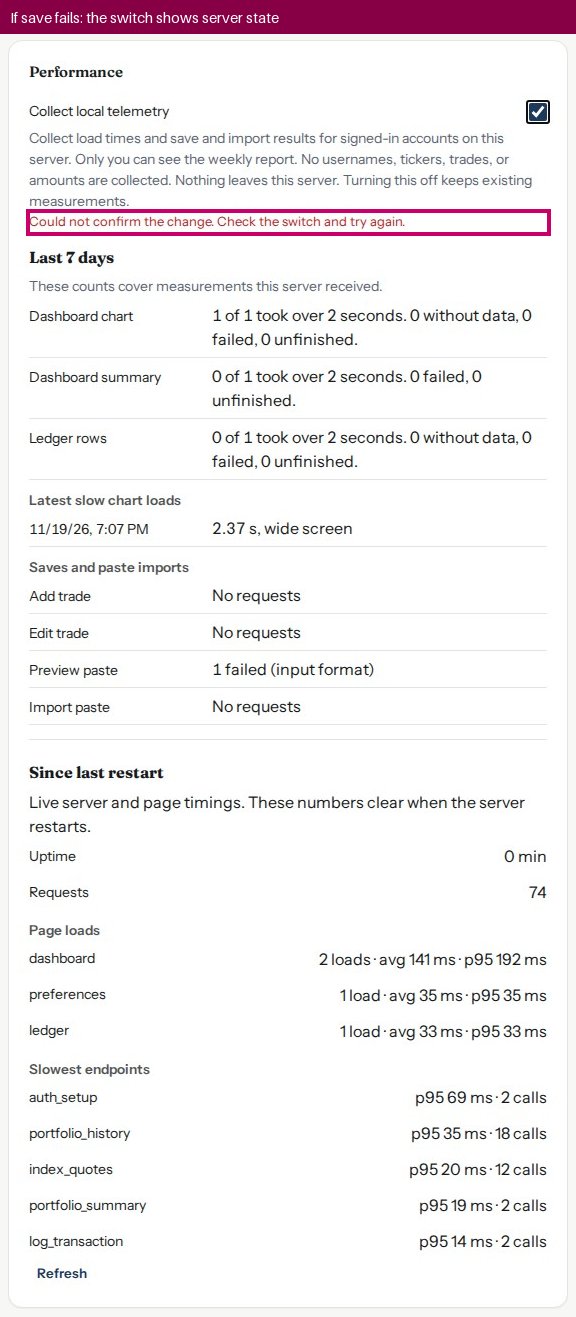 If save fails: the switch shows server state
Performance
Collect local telemetry
Collect load times and save and import results for signed-in accounts on this
server. Only you can see the weekly report. No usernames, tickers, trades, or
amounts are collected. Nothing leaves this server. Turning this off keeps existing
measurements.
Could not confirm the change. Check the switch and try again.
Last 7 days
These counts cover measurements this server received.
Dashboard chart 1 of 1 took over 2 seconds. 0 without data, 0
failed, 0 unfinished.
Dashboard summary 0 of 1 took over 2 seconds. 0 failed, 0
unfinished.
Ledger rows 0 of 1 took over 2 seconds. 0 without data, 0
failed, 0 unfinished.
Latest slow chart loads
11/19/26, 7:07 PM 2.37 s, wide screen
Saves and paste imports
Add trade No requests
Edit trade No requests
Preview paste 1 failed (input format)
Import paste No requests
Since last restart
Live server and page timings. These numbers clear when the server
restarts.
Uptime 0 min
Requests 74
Page loads
dashboard 2 loads · avg 141 ms · p95 192 ms
preferences 1 load · avg 35 ms · p95 35 ms
ledger 1 load · avg 33 ms · p95 33 ms
Slowest endpoints
auth_setup p95 69 ms · 2 calls
portfolio_history p95 35 ms · 18 calls
index_quotes p95 20 ms · 12 calls
portfolio_summary p95 19 ms · 2 calls
log_transaction p95 14 ms · 2 calls
Refresh